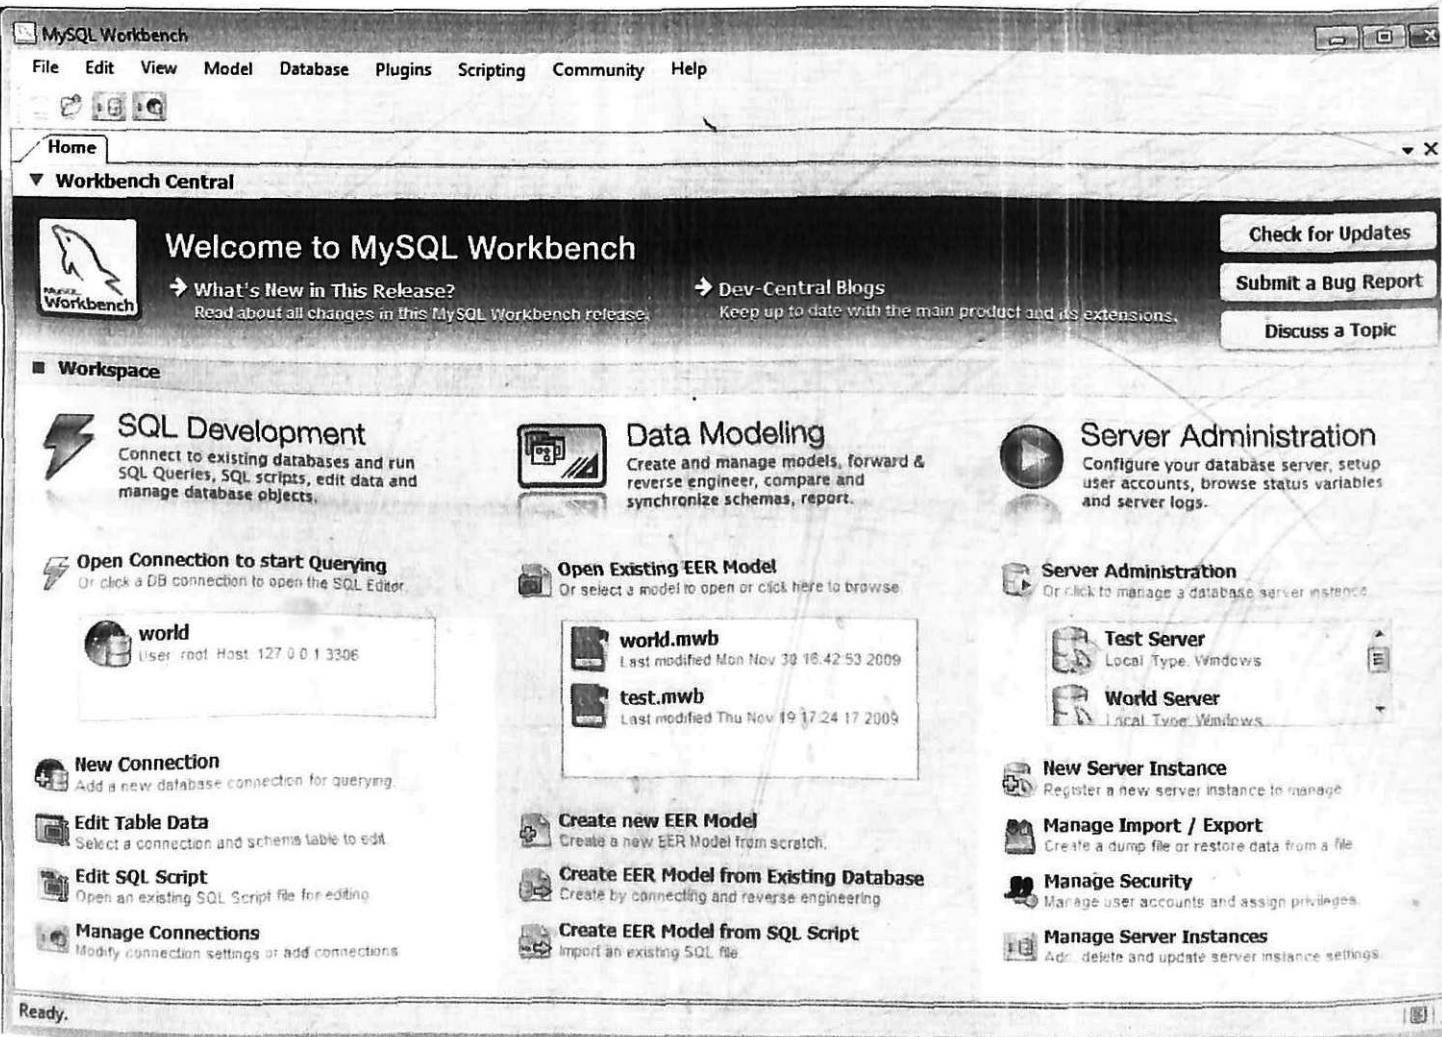 MySQL Workbench
File Edit View Model Database Plugins Scripting Community Help
Home
Workbench Central
MySQL
Workbench
Welcome to MySQL Workbench
What's New in This Release?
Read about all changes in this MySQL Workbench release.
Dev-Central Blogs
Keep up to date with the main product and its extensions.
Check for Updates
Submit a Bug Report
Discuss a Topic
Workspace
SQL Development
Connect to existing databases and run
SQL Queries, SQL scripts, edit data and
manage database objects.
Open Connection to start Querying
Or click a DB connection to open the SQL Editor.
world
User root Host 127 0 0 1 3306
New Connection
Add a new database connection for querying.
Edit Table Data
Select a connection and schema table to edit
Edit SQL Script
Open an existing SQL Script file for editing
Manage Connections
Modify connection settings or add connections
Data Modeling
Create and manage models, forward &
reverse engineer, compare and
synchronize schemas, report.
Open Existing EER Model
Or select a model to open or click here to browse
world.mwb
Last modified Mon Nov 30 16.42 53 2009
test.mwb
Last modified Thu Nov 19 17 24 17 2009
Create new EER Model
Create a new EER Model from scratch.
Create EER Model from Existing Database
Create by connecting and reverse engineering
Create EER Model from SQL Script
Import an existing SQL file
Server Administration
Configure your database server, setup
user accounts, browse status variables
and server logs.
Server Administration
Or click to manage a database server instance
Test Server
Local Type. Windows
World Server
Local Type Windows
New Server Instance
Register a new server instance to manage
Manage Import / Export
Create a dump file or restore data from a file
Manage Security
Manage user accounts and assign privileges
Manage Server Instances
Add delete and update server instance settings
Ready.